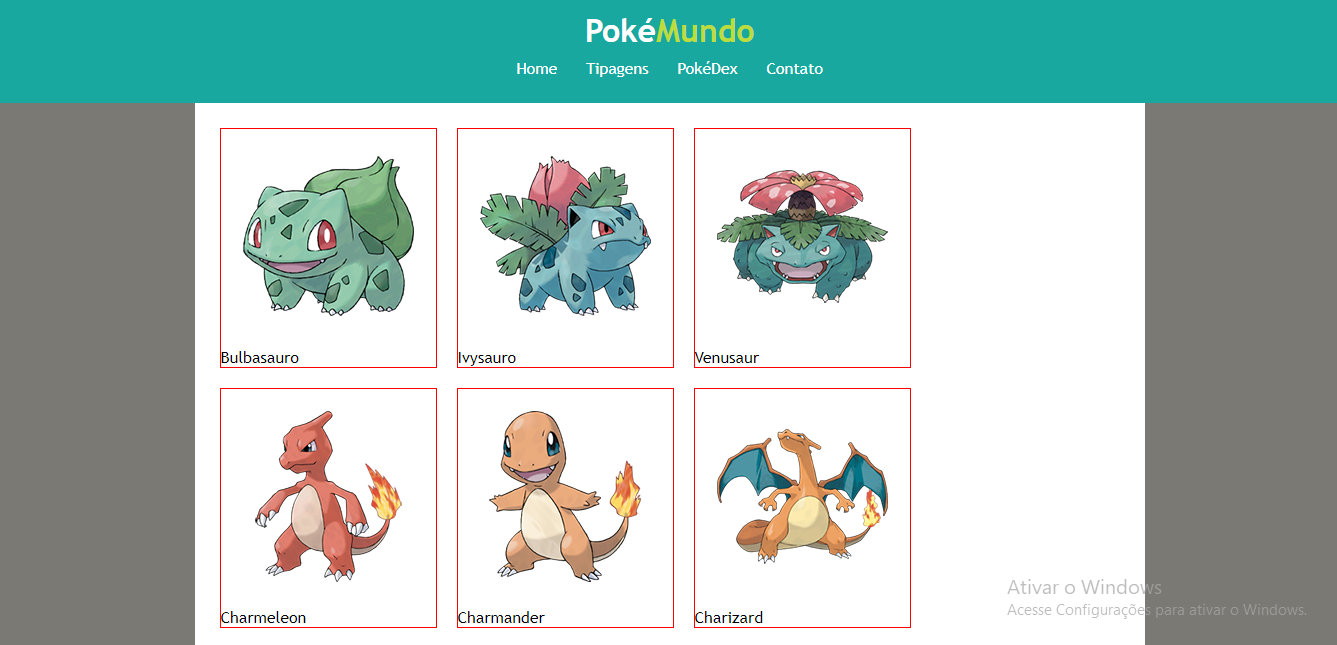 PokéMundo
Home Tipagens PokéDex Contato
Bulbasauro Ivysauro Venusaur
Charmeleon Charmander Charizard
Ativar o Windows
Acesse Configurações para ativar o Windows.